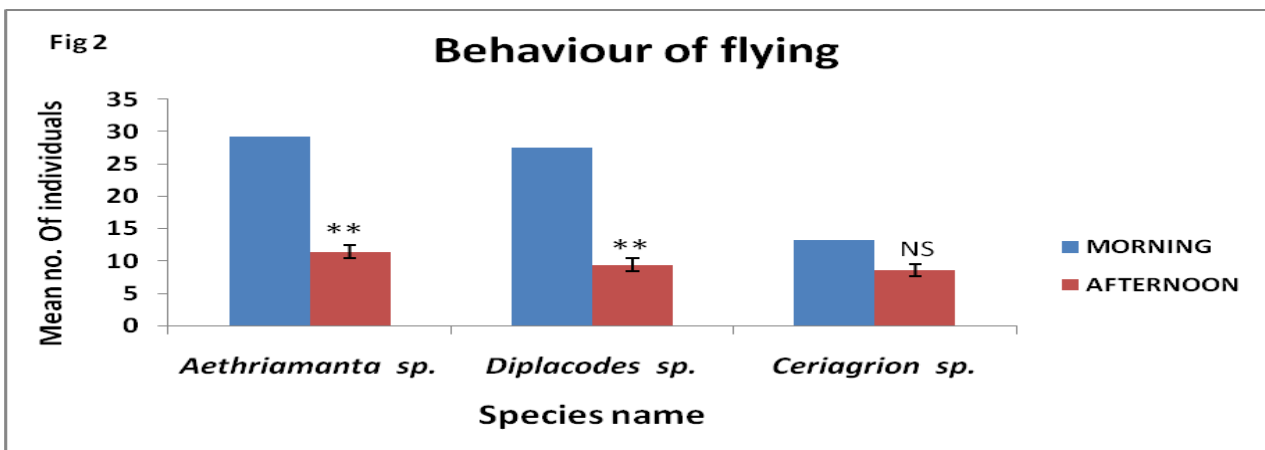 Fig 2
Behaviour of flying
Mean no. Of individuals
35
30
25
20
15
10
5
0
**
**
NS
MORNING
AFTERNOON
Aethriamanta sp.
Diplacodes sp.
Ceriagrion sp.
Species name